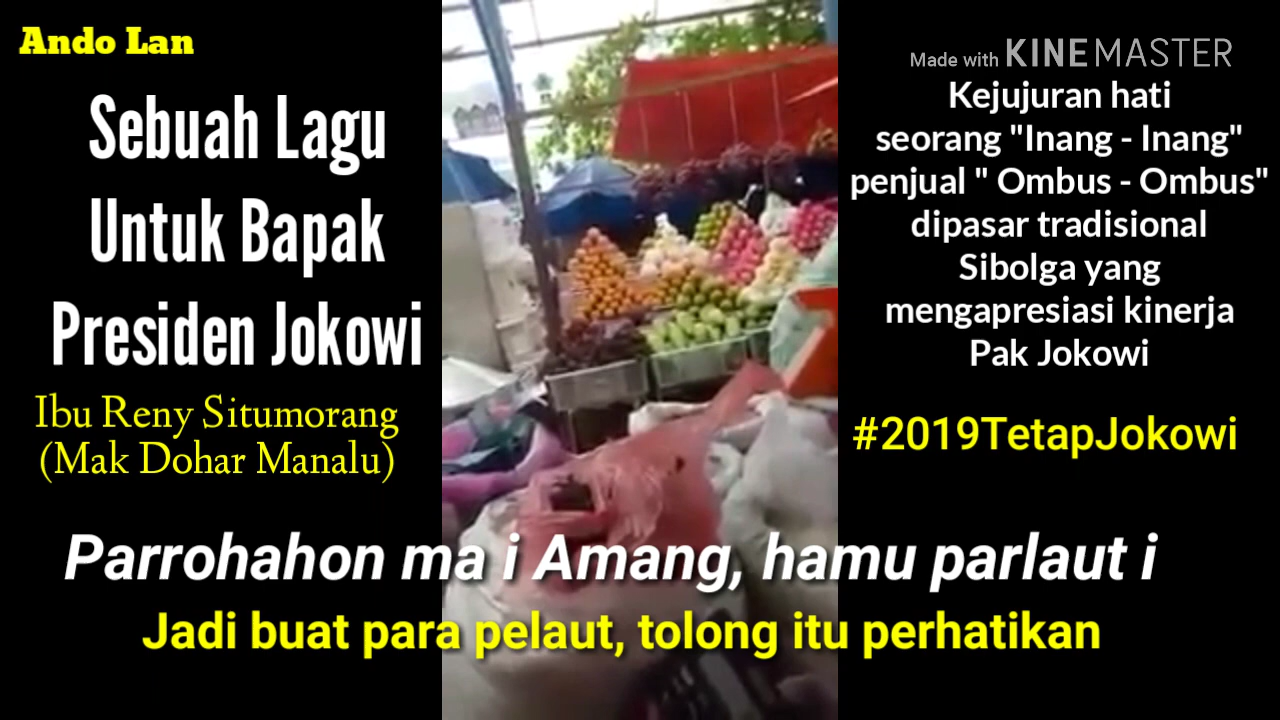 Ando Lan
Sebuah Lagu
Untuk Bapak
Presiden Jokowi
Ibu Reny Situmorang
(Mak Dohar Manalu)
Made with KINEMASTER
Kejujuran hati
seorang "Inang - Inang"
penjual " Ombus - Ombus"
dipasar tradisional
Sibolga yang
mengapresiasi kinerja
Pak Jokowi
#2019TetapJokowi
Parrohahon ma i Amang, hamu parlaut i
Jadi buat para pelaut, tolong itu perhatikan